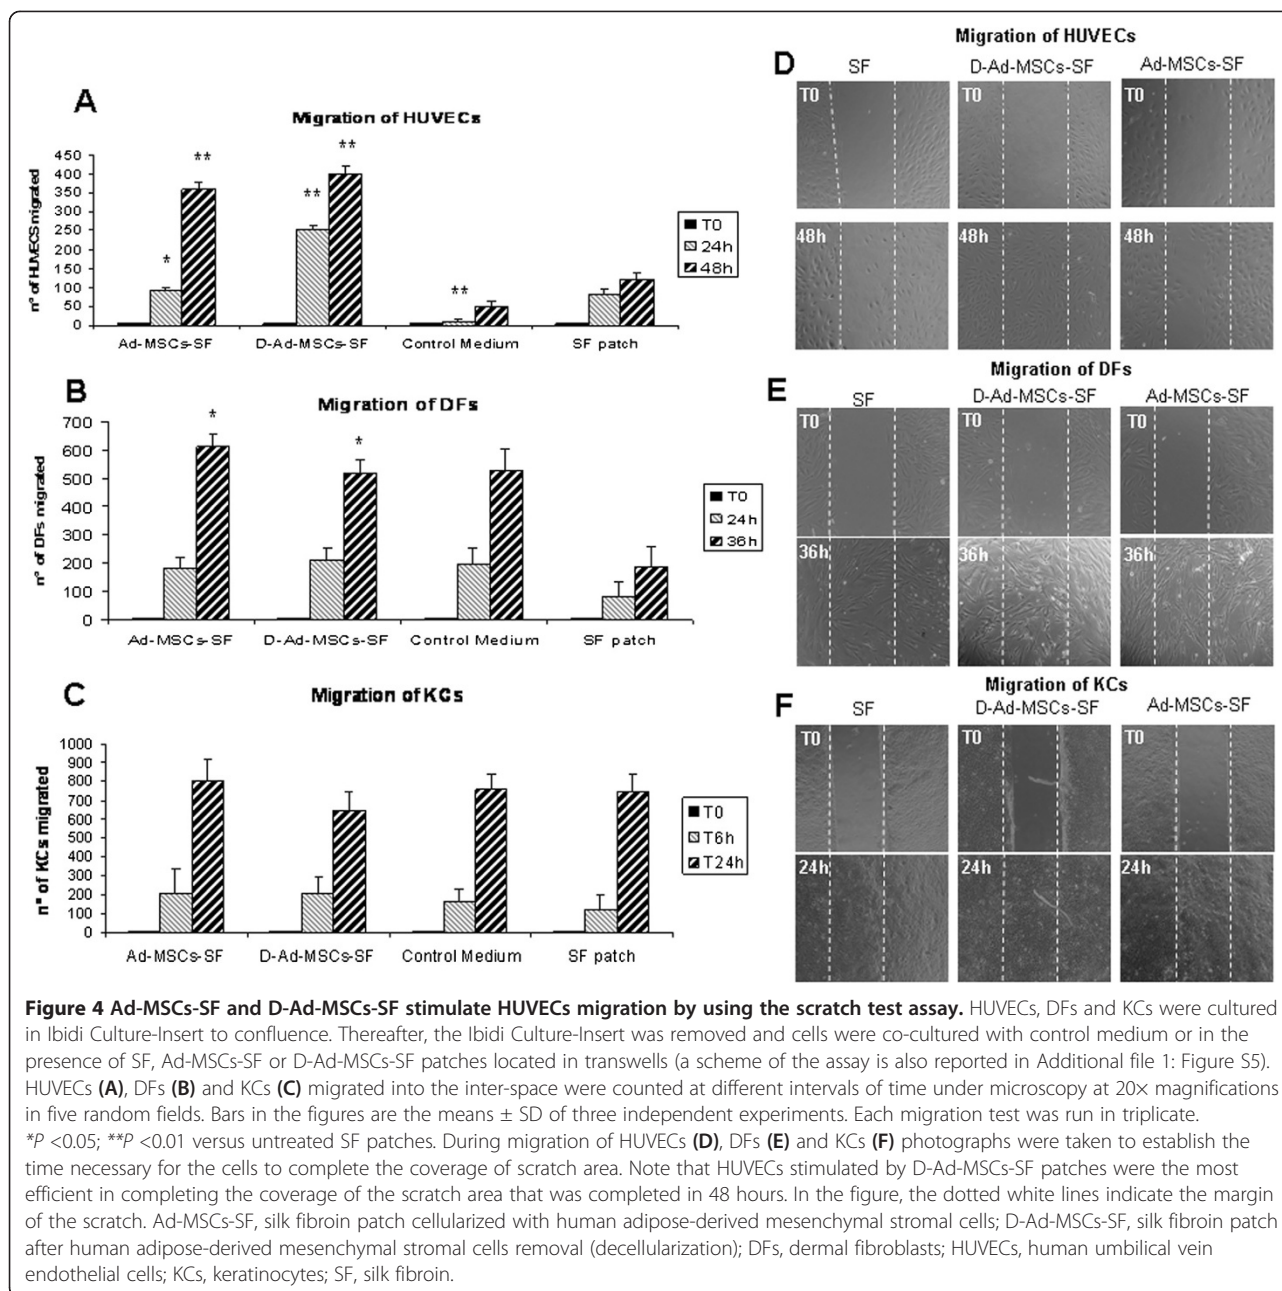 A
Migration of HUVECs
n° of HUVECS migrated
450
400
350
300
250
200
150
100
50
0
*
**
**
**
**
T0
24h
48h
Ad-MSCs-SF
D-Ad-MSCs-SF
Control Medium
SF patch
B
Migration of DFs
n° of DFs migrated
700
600
500
400
300
200
100
0
*
*
T0
24h
36h
Ad-MSCs-SF
D-Ad-MSCs-SF
Control Medium
SF patch
C
Migration of KCs
n° of KCs migrated
1000
900
800
700
600
500
400
300
200
100
0
T0
T6h
T24h
Ad-MSCs-SF
D-Ad-MSCs-SF
Control Medium
SF patch
D
Migration of HUVECs
SF
D-Ad-MSCs-SF
Ad-MSCs-SF
T0
T0
T0
48h
48h
48h
E
Migration of DFs
SF
D-Ad-MSCs-SF
Ad-MSCs-SF
T0
T0
T0
36h
36h
36h
F
Migration of KCs
SF
D-Ad-MSCs-SF
Ad-MSCs-SF
T0
T0
T0
24h
24h
24h
Figure 4 Ad-MSCs-SF and D-Ad-MSCs-SF stimulate HUVECs migration by using the scratch test assay. HUVECs, DFs and KCs were cultured
in Ibidi Culture-Insert to confluence. Thereafter, the Ibidi Culture-Insert was removed and cells were co-cultured with control medium or in the
presence of SF, Ad-MSCs-SF or D-Ad-MSCs-SF patches located in transwells (a scheme of the assay is also reported in Additional file 1: Figure S5).
HUVECs (A), DFs (B) and KCs (C) migrated into the inter-space were counted at different intervals of time under microscopy at 20× magnifications
in five random fields. Bars in the figures are the means ± SD of three independent experiments. Each migration test was run in triplicate.
*P <0.05; **P <0.01 versus untreated SF patches. During migration of HUVECs (D), DFs (E) and KCs (F) photographs were taken to establish the
time necessary for the cells to complete the coverage of scratch area. Note that HUVECs stimulated by D-Ad-MSCs-SF patches were the most
efficient in completing the coverage of the scratch area that was completed in 48 hours. In the figure, the dotted white lines indicate the margin
of the scratch. Ad-MSCs-SF, silk fibroin patch cellularized with human adipose-derived mesenchymal stromal cells; D-Ad-MSCs-SF, silk fibroin patch
after human adipose-derived mesenchymal stromal cells removal (decellularization); DFs, dermal fibroblasts; HUVECs, human umbilical vein
endothelial cells; KCs, keratinocytes; SF, silk fibroin.